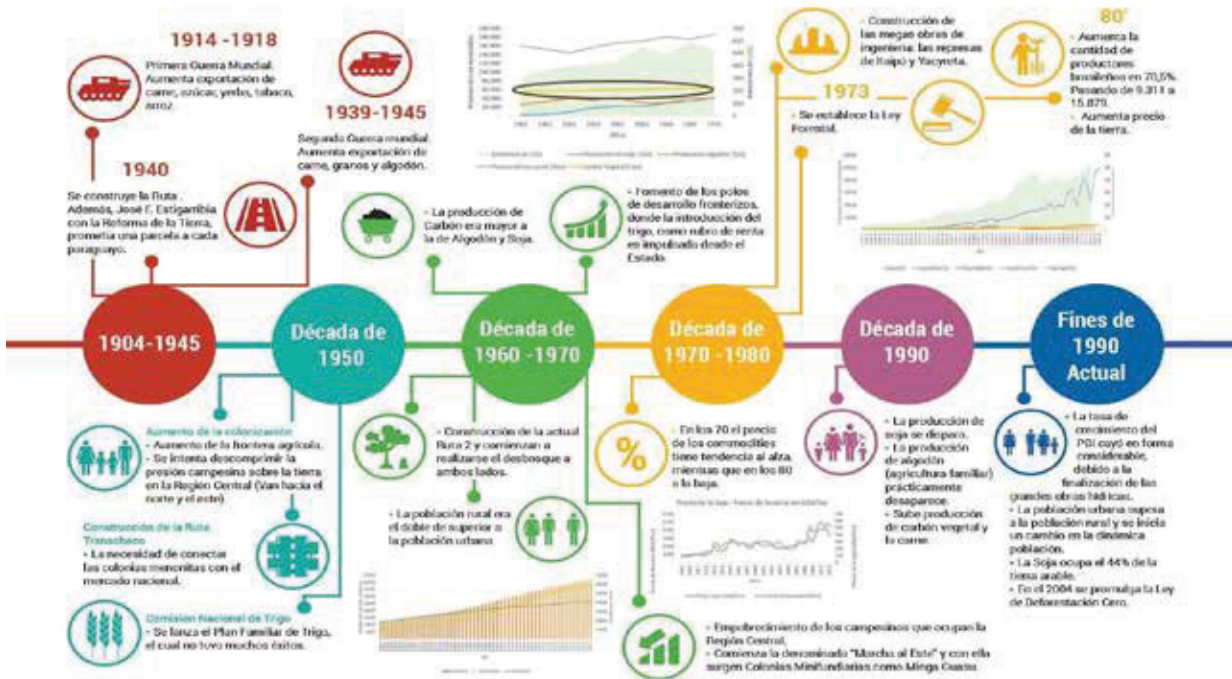 1914 -1918
Primera Guerra Mundial.
Aumenta exportación de
carne, azúcar, yerba, tabaco,
arroz.
1940
Se construye la Ruta .
Además, José F. Estigarribia
con la Reforma de la Tierra,
prometía una parcela a cada
paraguayo.
1939-1945
Segunda Guerra mundial.
Aumenta exportación de
carne, granos y algodón.
- La producción de
Carbón era mayor a
la de Algodón y Soja.
- Fomento de los polos
de desarrollo fronterizos,
donde la introducción del
trigo, como rubro de renta
en impulsado desde el
Estado.
- Construcción de
las megas obras de
ingeniería: las represas
de Itaipú y Yacyreta.
1973
- Se establece la Ley
Forestal.
80'
- Aumenta la
cantidad de
productores
brasileños en 70,5%.
Pasando de 9.311 a
15.879.
- Aumenta precio
de la tierra.
1904-1945
Década de
1950
Década de
1960 -1970
Década de
1970 -1980
Década de
1990
Fines de
1990
Actual
Aumento de la colonización
- Aumento de la frontera agrícola.
- Se intenta descomprimir la
presión campesina sobre la tierra
en la Región Central (Van hacia el
norte y el este)
Construcción de la Ruta
Transchaco
- La necesidad de conectar
las colonias menonitas con el
mercado nacional.
Comisión Nacional de Trigo
- Se lanza el Plan Familiar de Trigo,
el cual no tuvo muchos éxitos.
- Construcción de la actual
Ruta 2 y comienzan a
realizarse el desbosque a
ambos lados.
- La población rural era
el doble de superior a
la población urbana
%
- En los 70 el precio
de los commodities
tiene tendencia al alza,
mientras que en los 80
a la baja.
- Empobrecimiento de los campesinos que ocupan la
Región Central.
- Comienza la denominada "Marcha al Este" y con ella
surgen Colonias Minifundiarias como Minga Guasu
- La producción de
soja se dispara.
- La producción
de algodón
(agricultura familiar)
prácticamente
desaparece.
- Sube producción
de carbón vegetal y
la carne.
- La tasa de
crecimiento del
PGI cayó en forma
considerable,
debido a la
finalización de las
grandes obras hídricas.
- La población urbana supera
a la población rural y se inicia
un cambio en la dinámica
población.
- La Soja ocupa el 44% de la
tierra arable.
- En el 2004 se promulga la Ley
de Deforestación Cero.